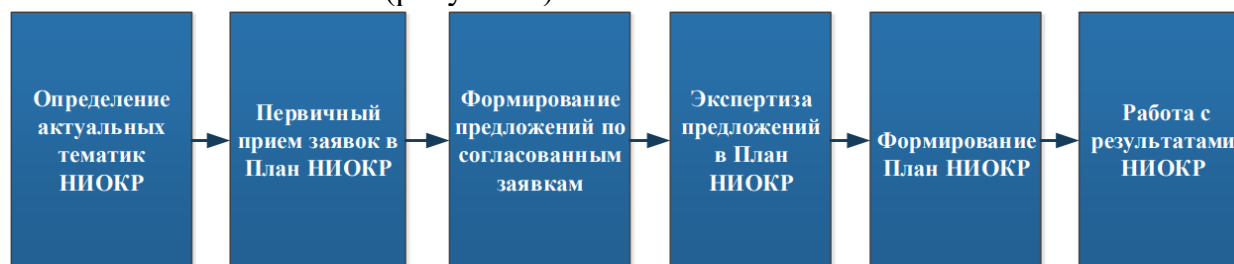 Определение
актуальных
тематик
НИОКР
Первичный
прием заявок в
План НИОКР
Формирование
предложений по
согласованным
заявкам
Экспертиза
предложений
в План
НИОКР
Формирование
План НИОКР
Работа с
результатами
НИОКР